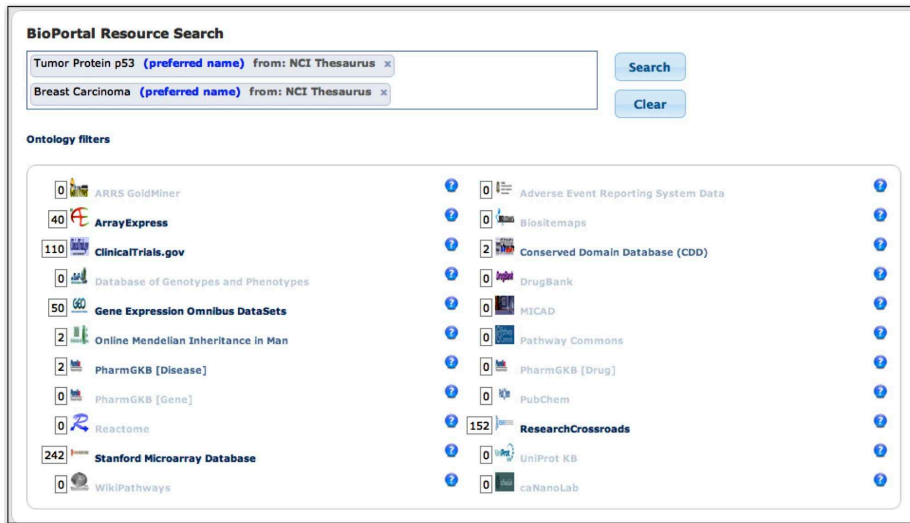 BioPortal Resource Search
Tumor Protein p53 (preferred name) from: NCI Thesaurus x
Search
Breast Carcinoma (preferred name) from: NCI Thesaurus x
Clear
Ontology filters
0 ARRS GoldMiner ?
0 Adverse Event Reporting System Data ?
40 ArrayExpress ?
0 Biositemaps ?
110 ClinicalTrials.gov ?
2 Conserved Domain Database (CDD) ?
0 Database of Genotypes and Phenotypes ?
0 DrugBank ?
50 GEO Gene Expression Omnibus DataSets ?
0 MICAD ?
2 Online Mendelian Inheritance in Man ?
0 Pathway Commons ?
2 PharmGKB [Disease] ?
0 PharmGKB [Drug] ?
0 PharmGKB [Gene] ?
0 PubChem ?
0 R Reactome ?
152 ResearchCrossroads ?
242 Stanford Microarray Database ?
0 UniProt KB ?
0 WikiPathways ?
0 caNanoLab ?